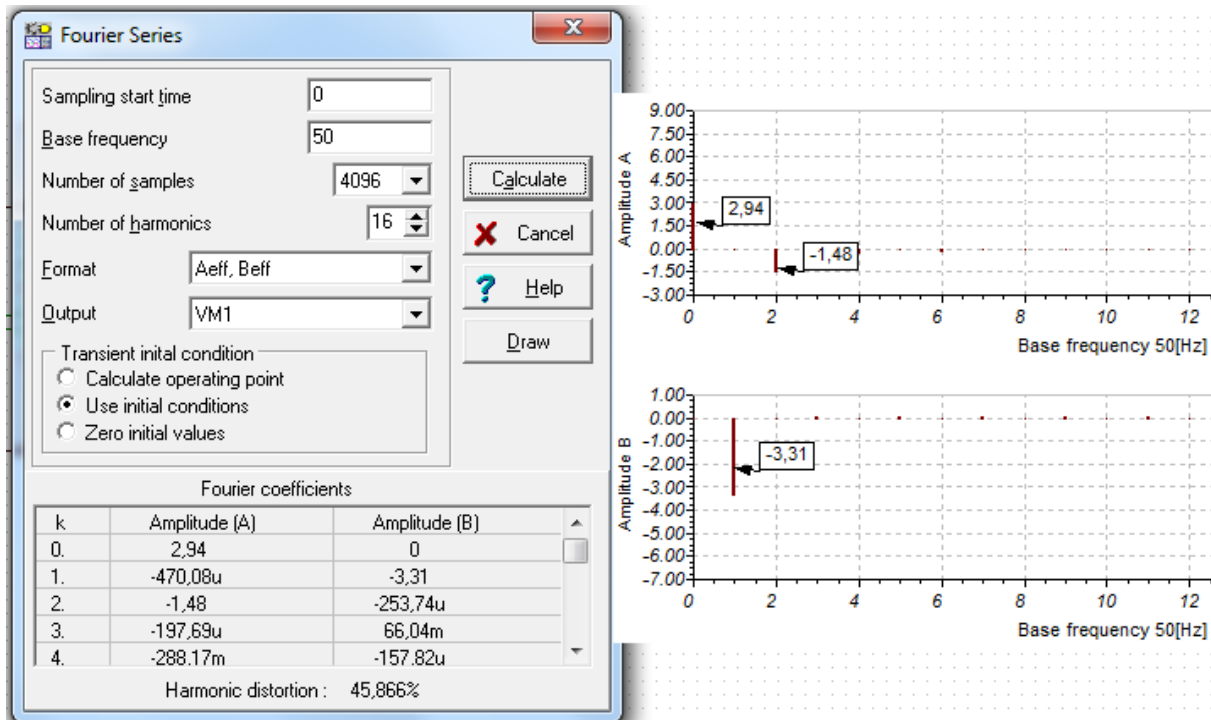 Fourier Series
Sampling start time 0
Base frequency 50
Number of samples 4096
Number of harmonics 16
Format Aeff, Beff
Output VM1
Transient inital condition
Calculate operating point
Use initial conditions
Zero initial values
Calculate
Cancel
Help
Draw
Fourier coefficients
k Amplitude (A) Amplitude (B)
0. 2,94 0
1. -470,08u -3,31
2. -1,48 -253,74u
3. -197,69u 66,04m
4. -288,17m -157,82u
Harmonic distortion : 45,866%
Amplitude A
9.00
7.50
6.00
4.50
3.00
1.50
0.00
-1.50
-3.00
2,94
-1,48
0 2 4 6 8 10 12
Base frequency 50[Hz]
Amplitude B
1.00
0.00
-1.00
-2.00
-3.00
-4.00
-5.00
-6.00
-7.00
-3,31
0 2 4 6 8 10 12
Base frequency 50[Hz]